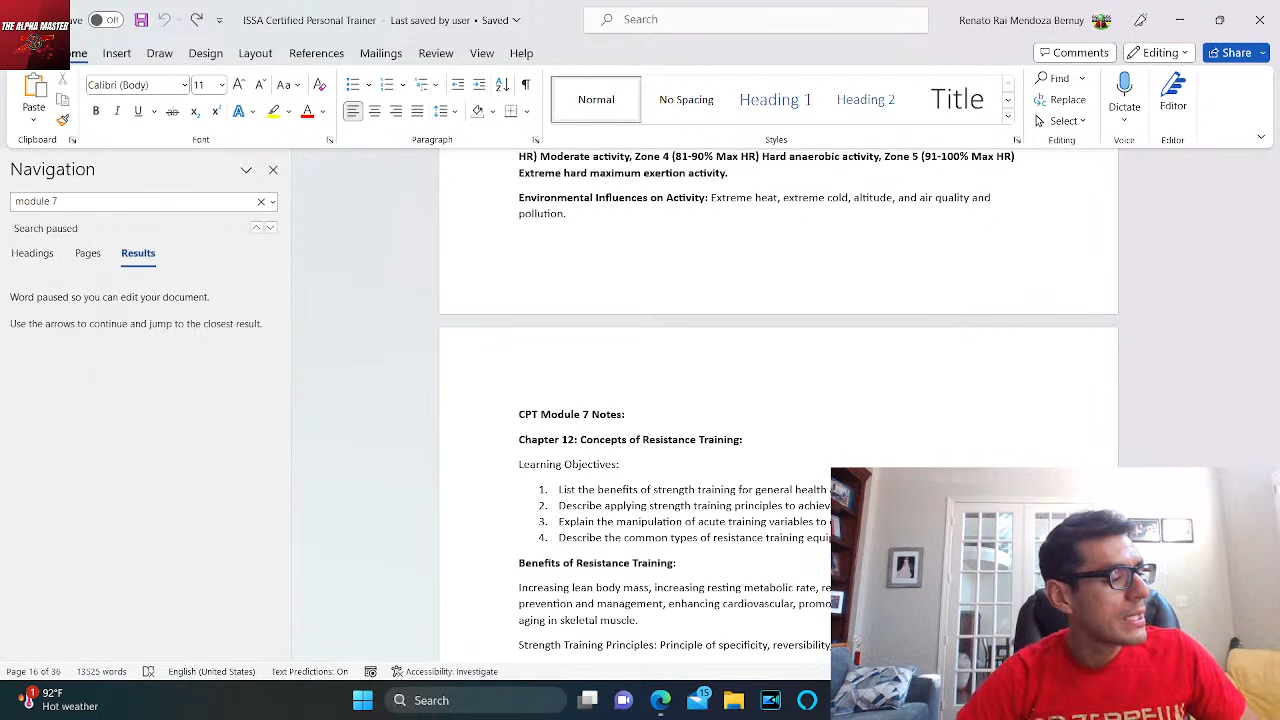 THE ALPHA MASTER
Off
ISSA Certified Personal Trainer - Last saved by user • Saved
Search
Renato Rai Mendoza Bernuy
Home Insert Draw Design Layout References Mailings Review View Help
Comments
Editing
Share
Paste
Clipboard
Calibri (Body) 11
Font
Paragraph
Normal
No Spacing
Heading 1
Heading 2
Title
Styles
Find
Replace
Select
Editing
Dictate
Voice
Editor
Editor
Navigation
module 7
Search paused
Headings Pages Results
Word paused so you can edit your document.
Use the arrows to continue and jump to the closest result.
HR) Moderate activity, Zone 4 (81-90% Max HR) Hard anaerobic activity, Zone 5 (91-100% Max HR)
Extreme hard maximum exertion activity.
Environmental Influences on Activity: Extreme heat, extreme cold, altitude, and air quality and
pollution.
CPT Module 7 Notes:
Chapter 12: Concepts of Resistance Training:
Learning Objectives:
1. List the benefits of strength training for general health
2. Describe applying strength training principles to achiev
3. Explain the manipulation of acute training variables to
4. Describe the common types of resistance training equi
Benefits of Resistance Training:
Increasing lean body mass, increasing resting metabolic rate, re
prevention and management, enhancing cardiovascular, promo
aging in skeletal muscle.
Strength Training Principles: Principle of specificity, reversibility,
Page 16 of 36 13525 words English (United States) Text Predictions: On Accessibility: Investigate
1
92°F
Hot weather
Search
15